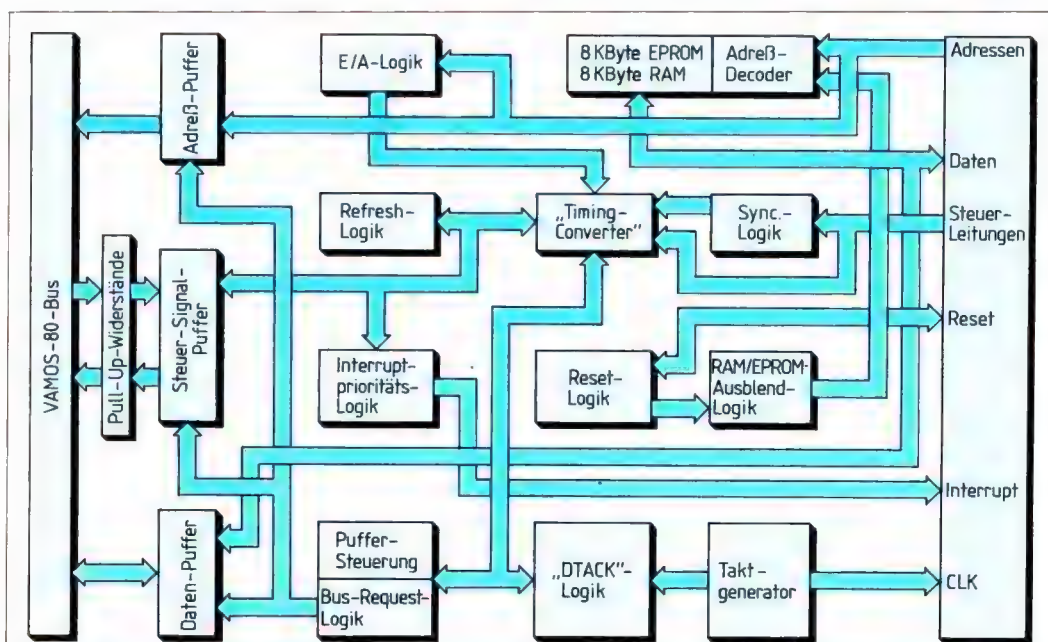 VAMOS-80-Bus
Pull-Up-Widerstände
Adreß-Puffer
Steuer-Signal-
Puffer
Daten-Puffer
E/A-Logik
8 KByte EPROM
8 KByte RAM
Adreß-
Decoder
Refresh-
Logik
„Timing-
Converter"
Sync.-
Logik
Interrupt-
prioritäts-
Logik
Reset-
Logik
RAM/EPROM-
Ausblend-
Logik
Puffer-
Steuerung
Bus-Request-
Logik
„DTACK"-
Logik
Takt-
generator
Adressen
Daten
Steuer-
Leitungen
Reset
Interrupt
CLK